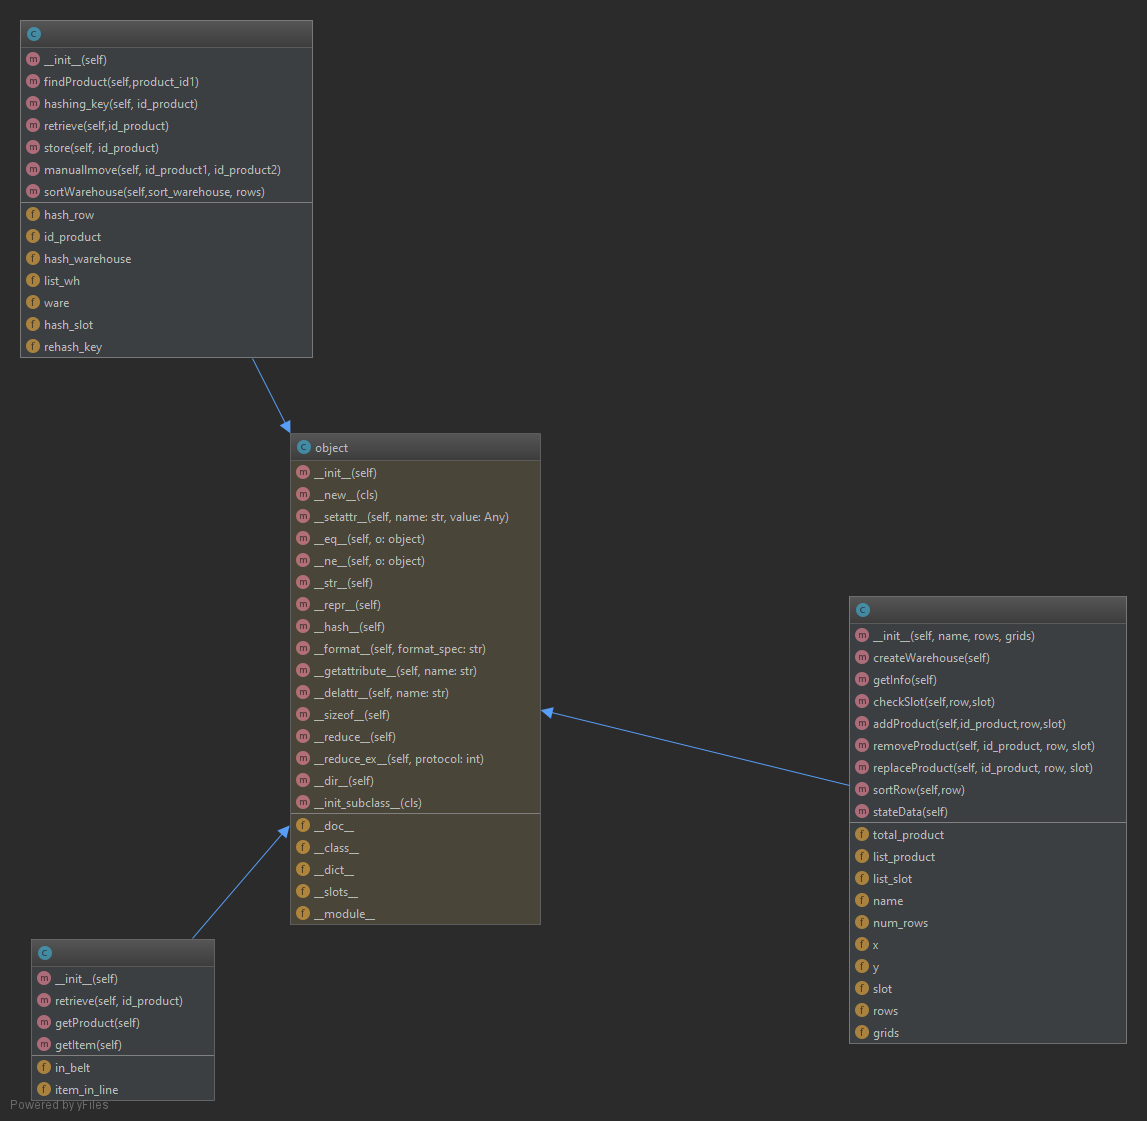 C
m __init__(self)
m findProduct(self,product_id1)
m hashing_key(self, id_product)
m retrieve(self,id_product)
m store(self, id_product)
m manuallmove(self, id_product1, id_product2)
m sortWarehouse(self,sort_warehouse, rows)
f hash_row
f id_product
f hash_warehouse
f list_wh
f ware
f hash_slot
f rehash_key
C object
m __init__(self)
m __new__(cls)
m __setattr__(self, name: str, value: Any)
m __eq__(self, o: object)
m __ne__(self, o: object)
m __str__(self)
m __repr__(self)
m __hash__(self)
m __format__(self, format_spec: str)
m __getattribute__(self, name: str)
m __delattr__(self, name: str)
m __sizeof__(self)
m __reduce__(self)
m __reduce_ex__(self, protocol: int)
m __dir__(self)
m __init_subclass__(cls)
f __doc__
f __class__
f __dict__
f __slots__
f __module__
C
m __init__(self, name, rows, grids)
m createWarehouse(self)
m getInfo(self)
m checkSlot(self,row,slot)
m addProduct(self,id_product,row,slot)
m removeProduct(self, id_product, row, slot)
m replaceProduct(self, id_product, row, slot)
m sortRow(self,row)
m stateData(self)
f total_product
f list_product
f list_slot
f name
f num_rows
f x
f y
f slot
f rows
f grids
C
m __init__(self)
m retrieve(self, id_product)
m getProduct(self)
m getItem(self)
f in_belt
f item_in_line
Powered by yFiles